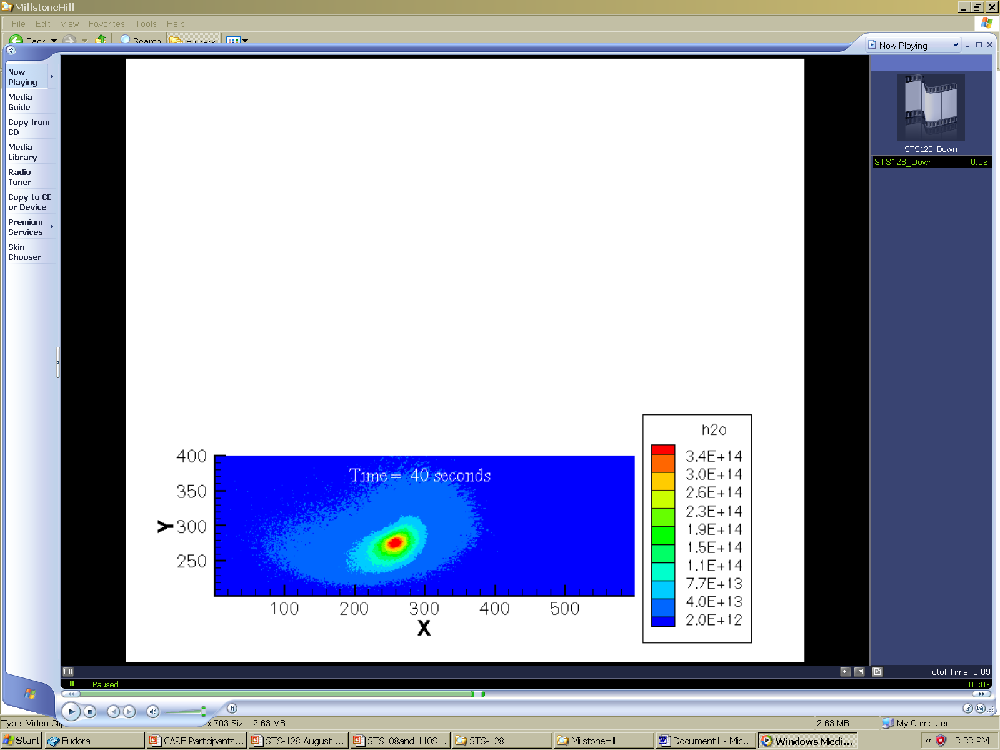 MillstoneHill
File Edit View Favorites Tools Help
Back Search Folders
Now Playing
Now
Playing
Media
Guide
Copy from
CD
Media
Library
Radio
Tuner
Copy to CD
or Device
Premium
Services
Skin
Chooser
STS128_Down
STS128_Down 0:09
h2o
3.4E+14
3.0E+14
2.6E+14
2.3E+14
1.9E+14
1.5E+14
1.1E+14
7.7E+13
4.0E+13
2.0E+12
Time = 40 seconds
400
350
300
250
Y
100 200 300 400 500
X
Total Time: 0:09
Paused 00:03
Type: Video Clip x 703 Size: 2.63 MB 2.63 MB My Computer
Start Eudora CARE Participants... STS-128 August ... STS108and 110S... STS-128 MillstoneHill Document1 - Mic... Windows Medi... « 3:33 PM